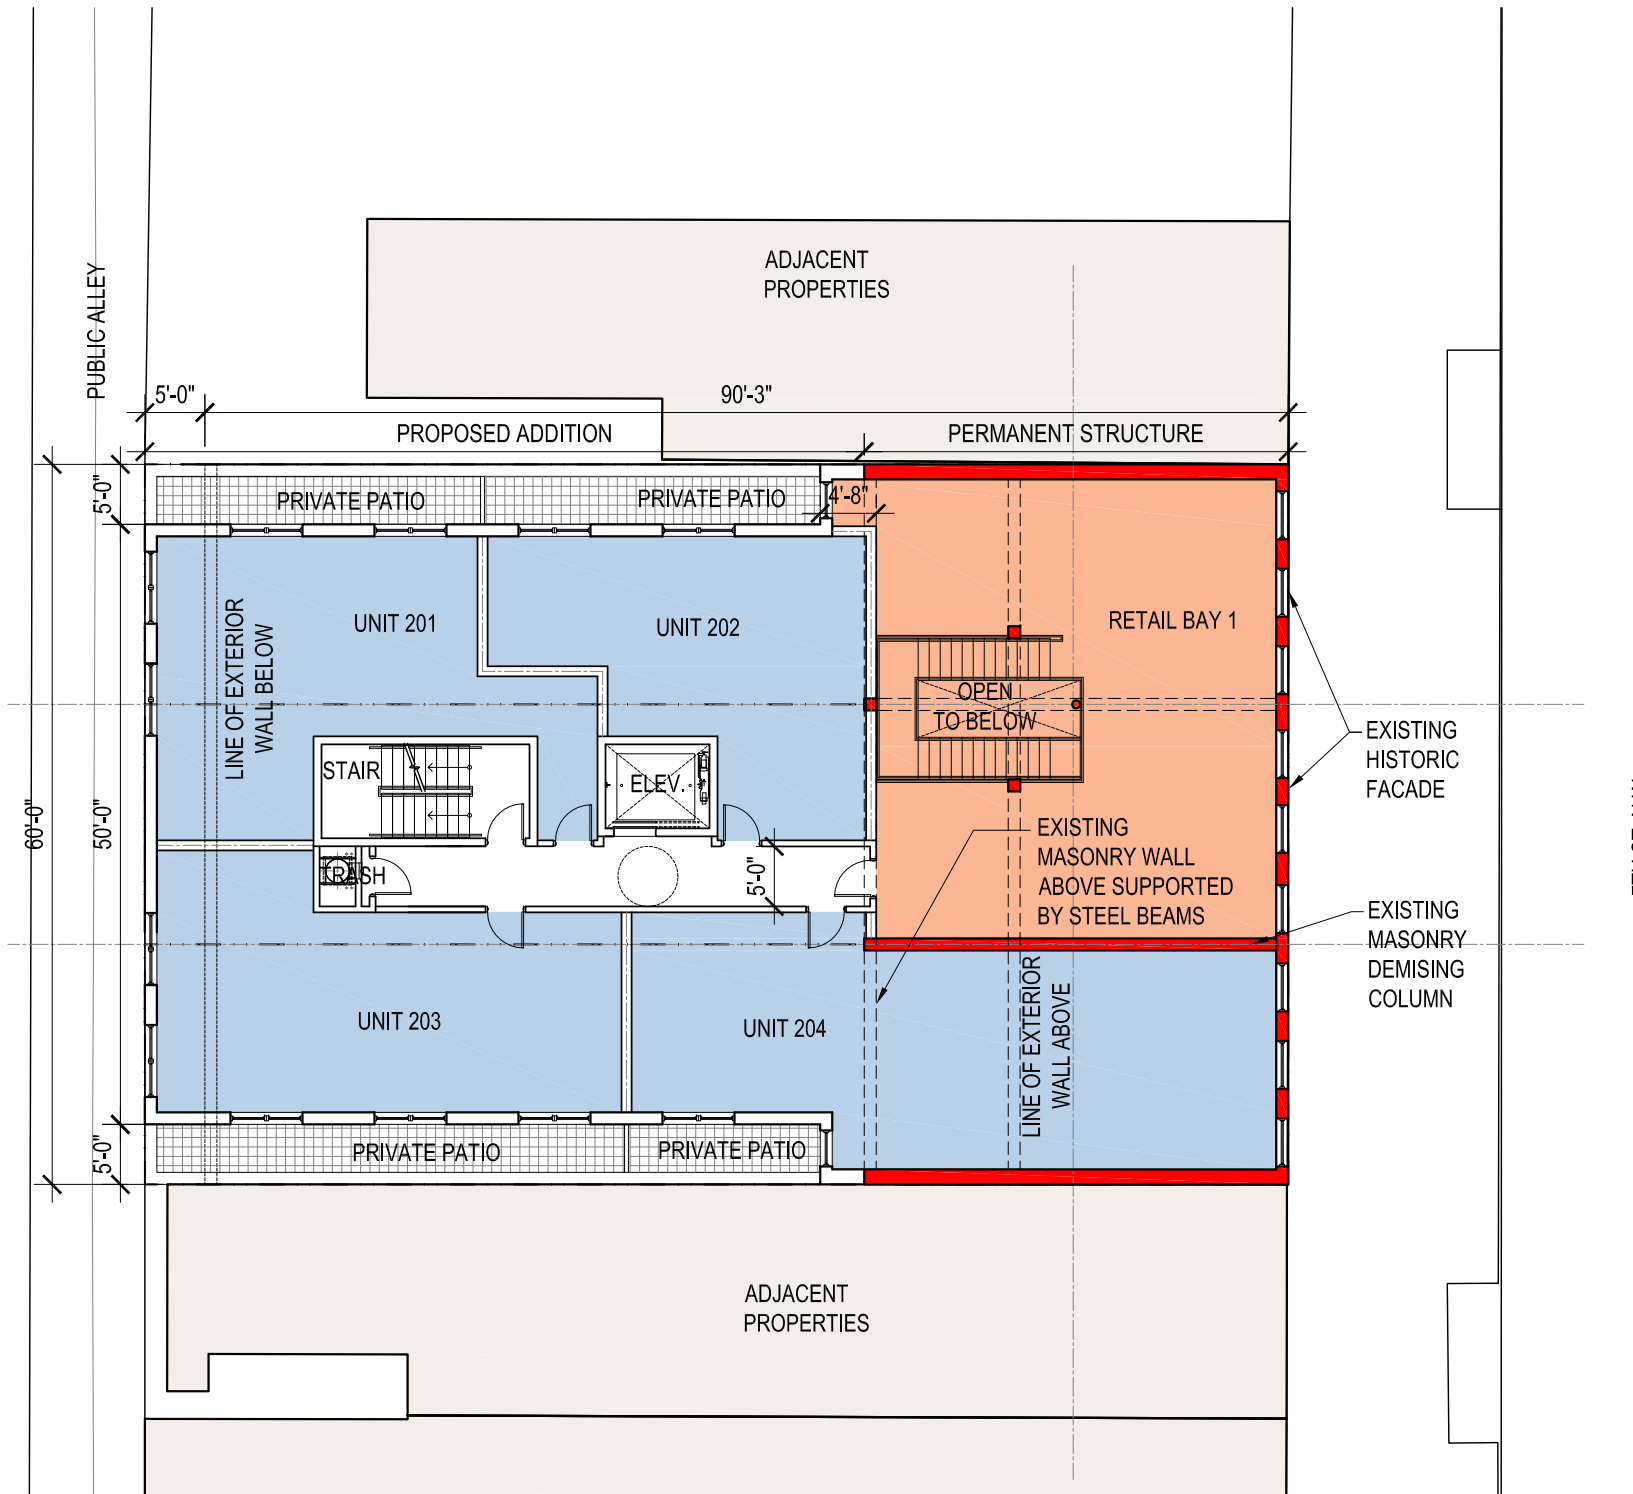 ADJACENT
PROPERTIES
PUBLIC ALLEY
5'-0"
90'-3"
PROPOSED ADDITION
PERMANENT STRUCTURE
5'-0"
PRIVATE PATIO
PRIVATE PATIO
4'-8"
UNIT 201
UNIT 202
RETAIL BAY 1
LINE OF EXTERIOR
WALL BELOW
OPEN
TO BELOW
STAIR
ELEV.
EXISTING
HISTORIC
FACADE
60'-0"
50'-0"
EXISTING
MASONRY WALL
ABOVE SUPPORTED
BY STEEL BEAMS
TRASH
5'-0"
EXISTING
MASONRY
DEMISING
COLUMN
UNIT 203
UNIT 204
LINE OF EXTERIOR
WALL ABOVE
5'-0"
PRIVATE PATIO
PRIVATE PATIO
ADJACENT
PROPERTIES